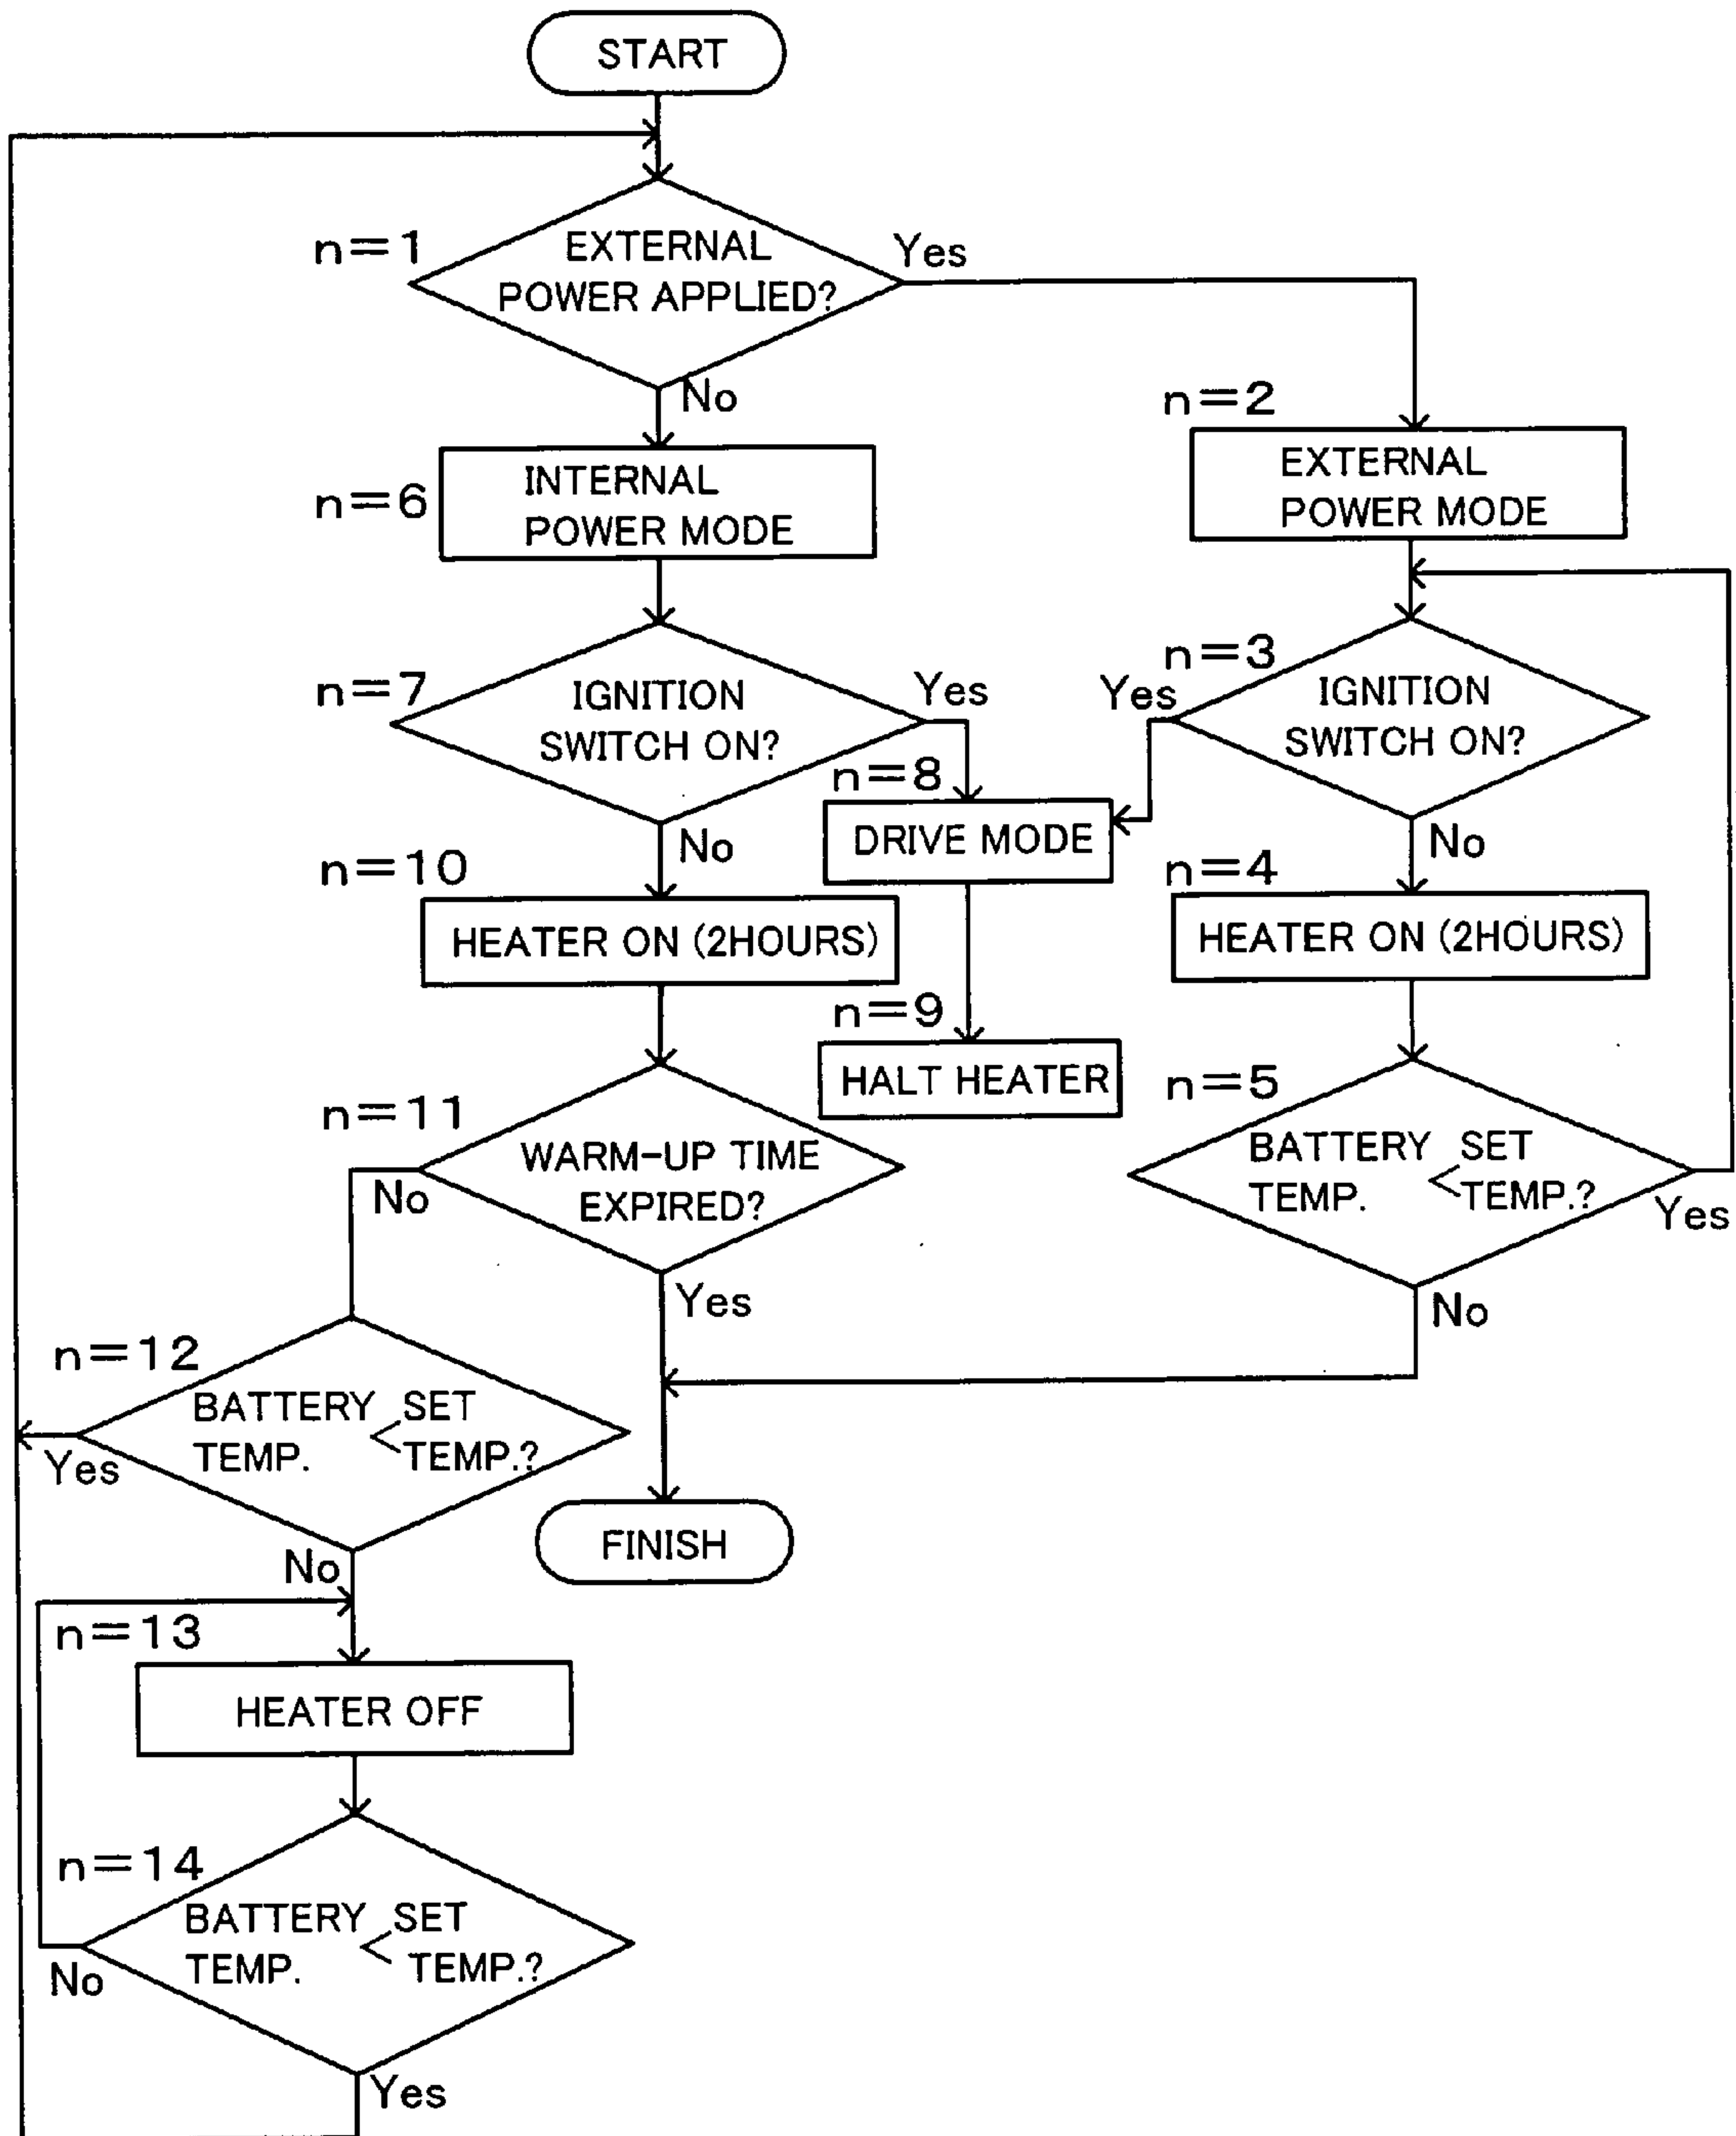 START
n=1
EXTERNAL
POWER APPLIED?
Yes
No
n=2
EXTERNAL
POWER MODE
n=6
INTERNAL
POWER MODE
n=7
IGNITION
SWITCH ON?
Yes
No
n=3
IGNITION
SWITCH ON?
Yes
No
n=8
DRIVE MODE
n=10
HEATER ON (2HOURS)
n=4
HEATER ON (2HOURS)
n=9
HALT HEATER
n=11
WARM-UP TIME
EXPIRED?
No
Yes
n=5
BATTERY TEMP. < SET TEMP.?
Yes
No
n=12
BATTERY TEMP. < SET TEMP.?
Yes
No
FINISH
n=13
HEATER OFF
n=14
BATTERY TEMP. < SET TEMP.?
No
Yes